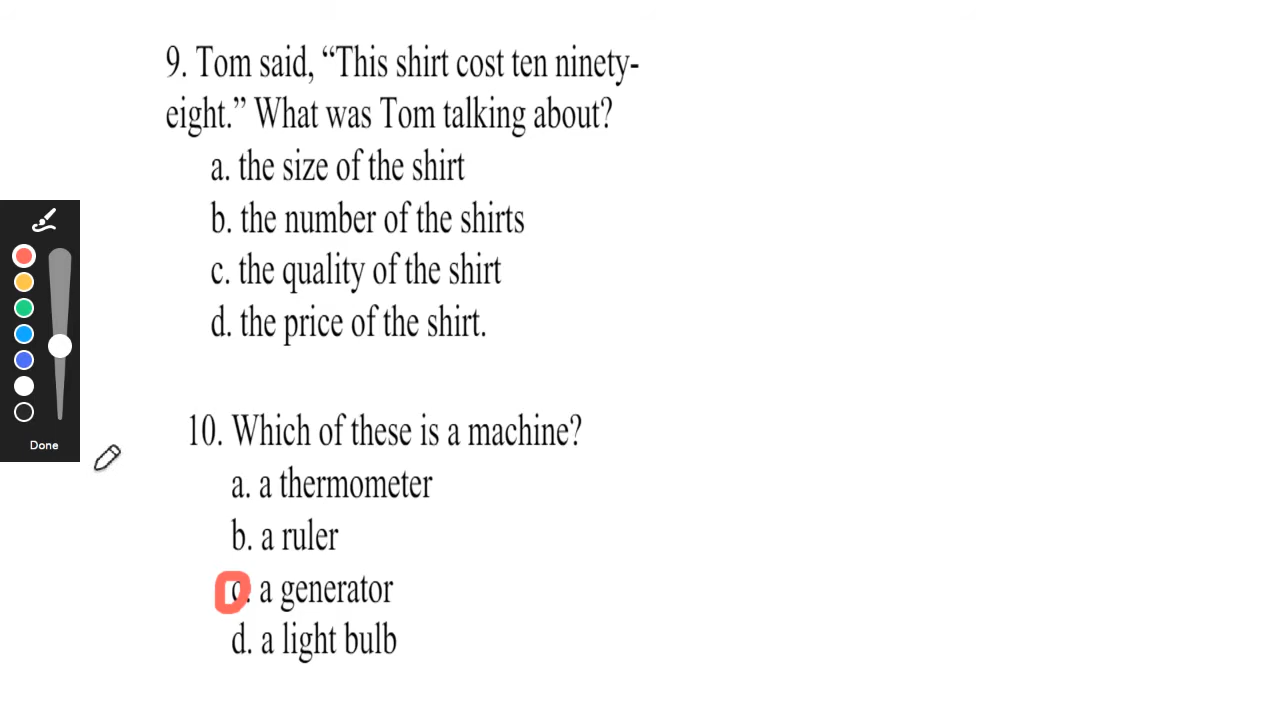 9. Tom said, “This shirt cost ten ninety-
eight.” What was Tom talking about?
a. the size of the shirt
b. the number of the shirts
c. the quality of the shirt
d. the price of the shirt.
10. Which of these is a machine?
a. a thermometer
b. a ruler
c. a generator
d. a light bulb
Done